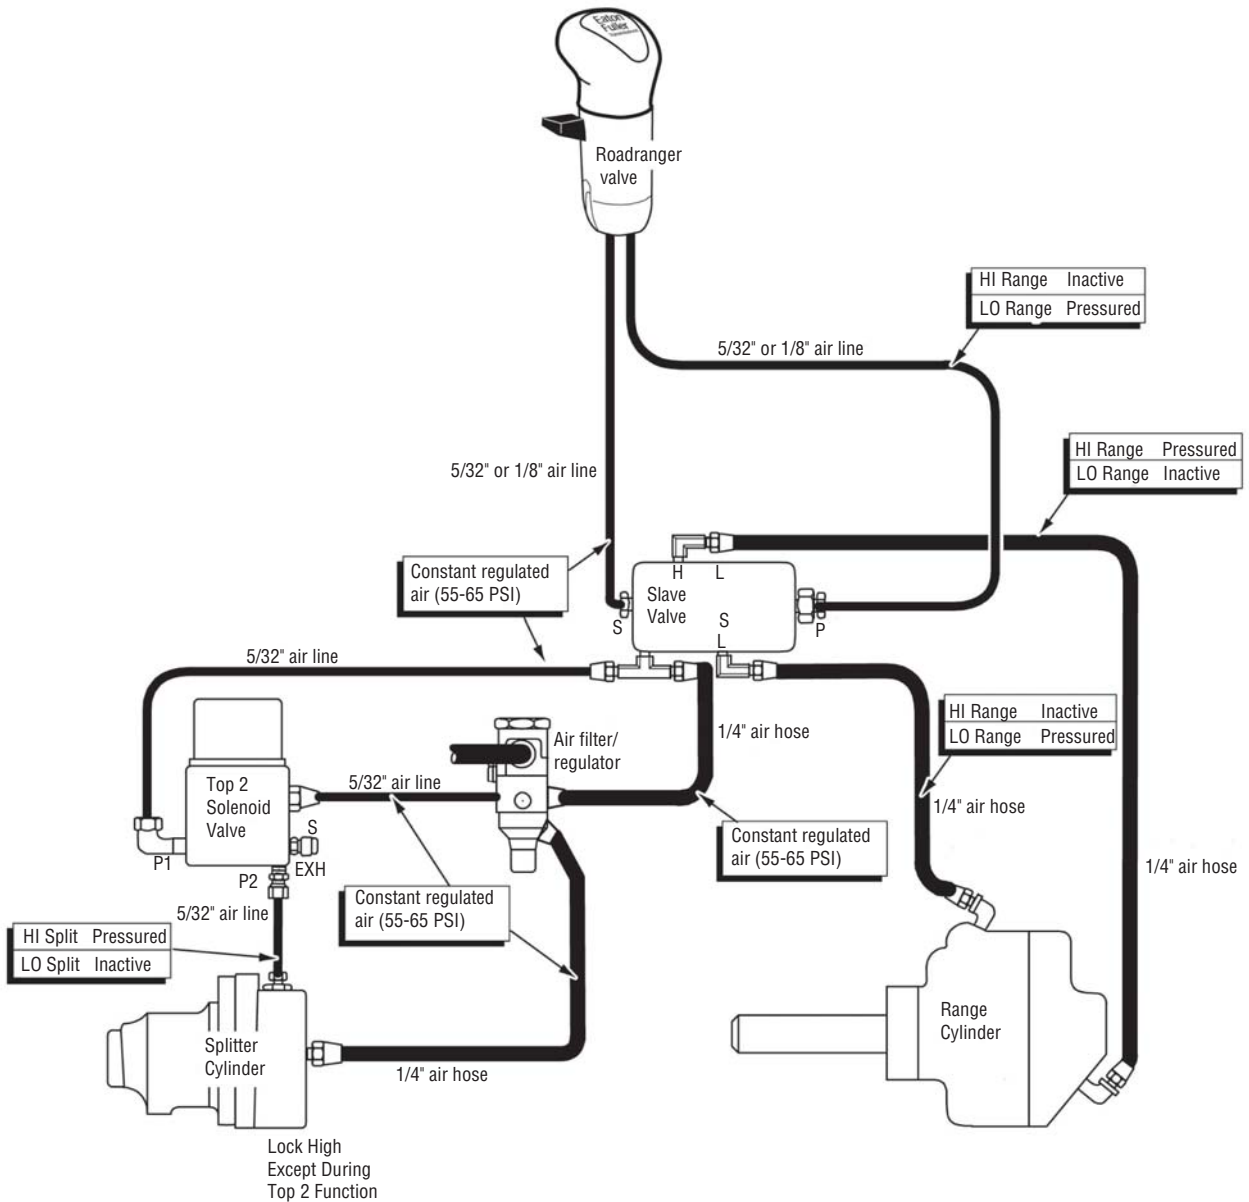 Eaton
Fuller
Roadranger
valve
HI Range Inactive
LO Range Pressured
5/32" or 1/8" air line
5/32" or 1/8" air line
HI Range Pressured
LO Range Inactive
Constant regulated
air (55-65 PSI)
H L
Slave
Valve
S
S
L
P
5/32" air line
HI Range Inactive
LO Range Pressured
1/4" air hose
Air filter/
regulator
5/32" air line
Top 2
Solenoid
Valve
1/4" air hose
S
EXH
P1
P2
Constant regulated
air (55-65 PSI)
1/4" air hose
Constant regulated
air (55-65 PSI)
5/32" air line
HI Split Pressured
LO Split Inactive
Range
Cylinder
Splitter
Cylinder
1/4" air hose
Lock High
Except During
Top 2 Function